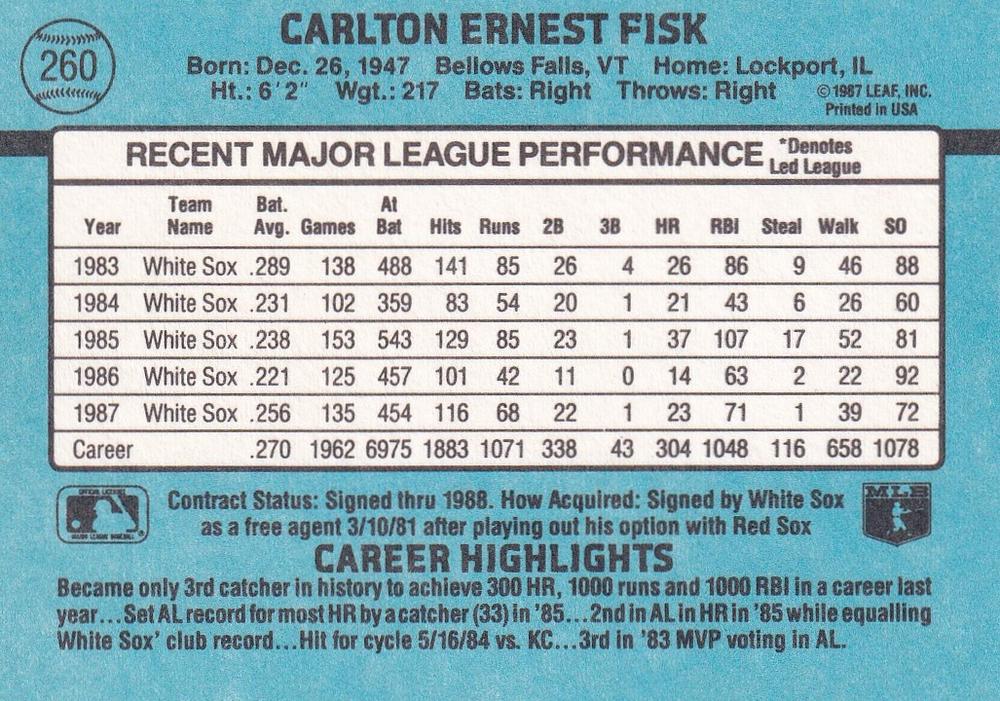 260
CARLTON ERNEST FISK
Born: Dec. 26, 1947 Bellows Falls, VT Home: Lockport, IL
Ht.: 6'2" Wgt.: 217 Bats: Right Throws: Right
©1987 LEAF, INC.
Printed in USA
RECENT MAJOR LEAGUE PERFORMANCE *Denotes Led League
Year Team Name Bat. Avg. Games At Bat Hits Runs 2B 3B HR RBI Steal Walk SO
1983 White Sox .289 138 488 141 85 26 4 26 86 9 46 88
1984 White Sox .231 102 359 83 54 20 1 21 43 6 26 60
1985 White Sox .238 153 543 129 85 23 1 37 107 17 52 81
1986 White Sox .221 125 457 101 42 11 0 14 63 2 22 92
1987 White Sox .256 135 454 116 68 22 1 23 71 1 39 72
Career .270 1962 6975 1883 1071 338 43 304 1048 116 658 1078
Contract Status: Signed thru 1988. How Acquired: Signed by White Sox
as a free agent 3/10/81 after playing out his option with Red Sox
MLB
CAREER HIGHLIGHTS
Became only 3rd catcher in history to achieve 300 HR, 1000 runs and 1000 RBI in a career last
year...Set AL record for most HR by a catcher (33) in '85...2nd in AL in HR in '85 while equalling
White Sox' club record...Hit for cycle 5/16/84 vs. KC...3rd in '83 MVP voting in AL.